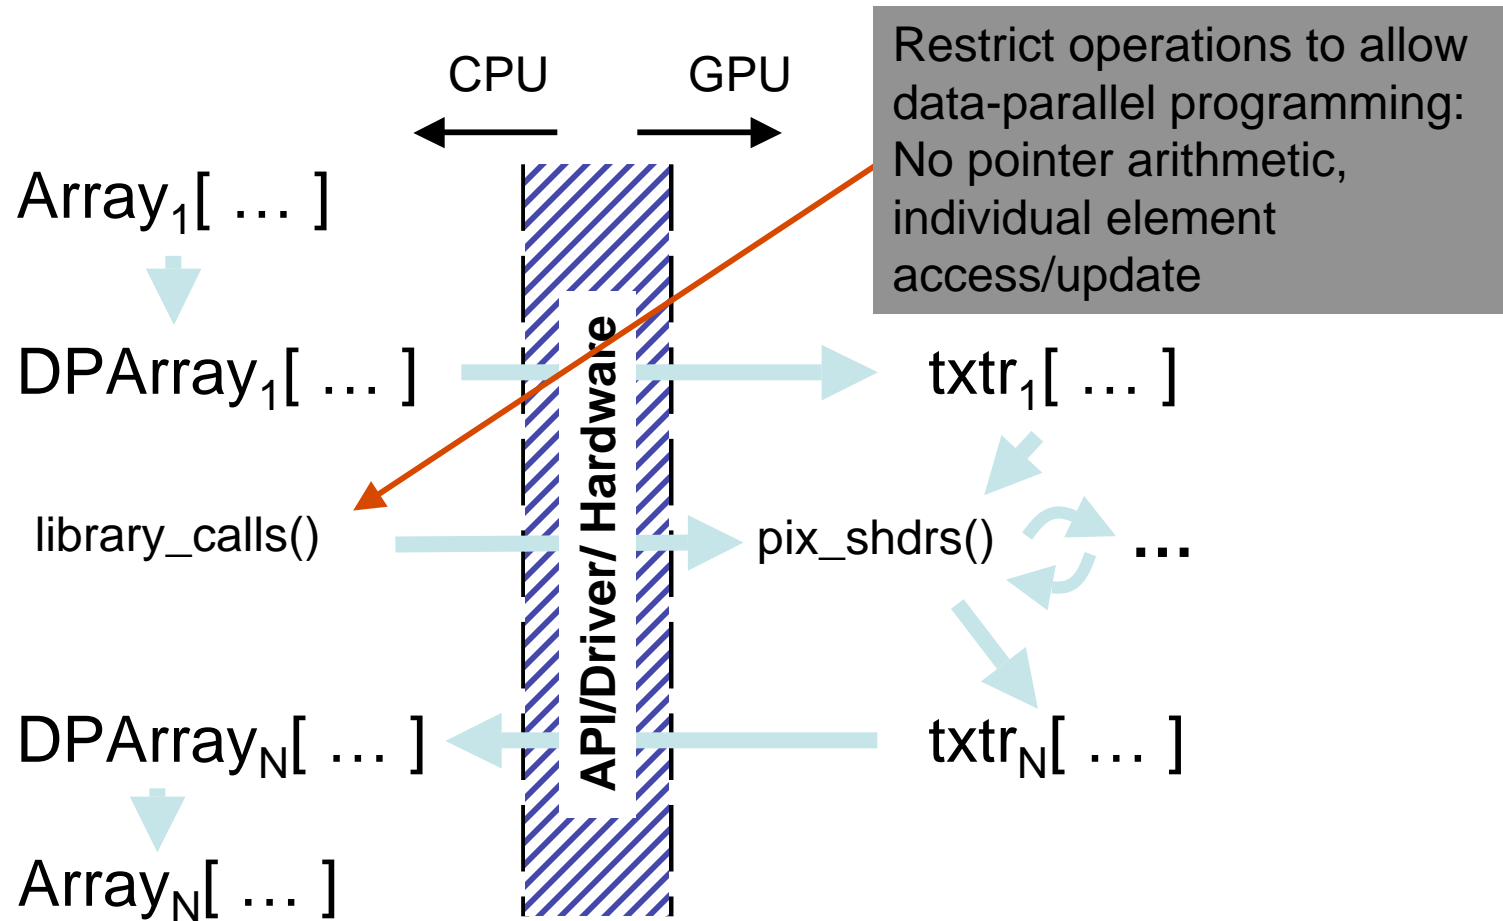 CPU
GPU
Restrict operations to allow
data-parallel programming:
No pointer arithmetic,
individual element
access/update
Array₁[ … ]
DPArray₁[ … ]
txtr₁[ … ]
API/Driver/ Hardware
library_calls()
pix_shdrs()
…
DPArrayN[ … ]
txtrN[ … ]
ArrayN[ … ]